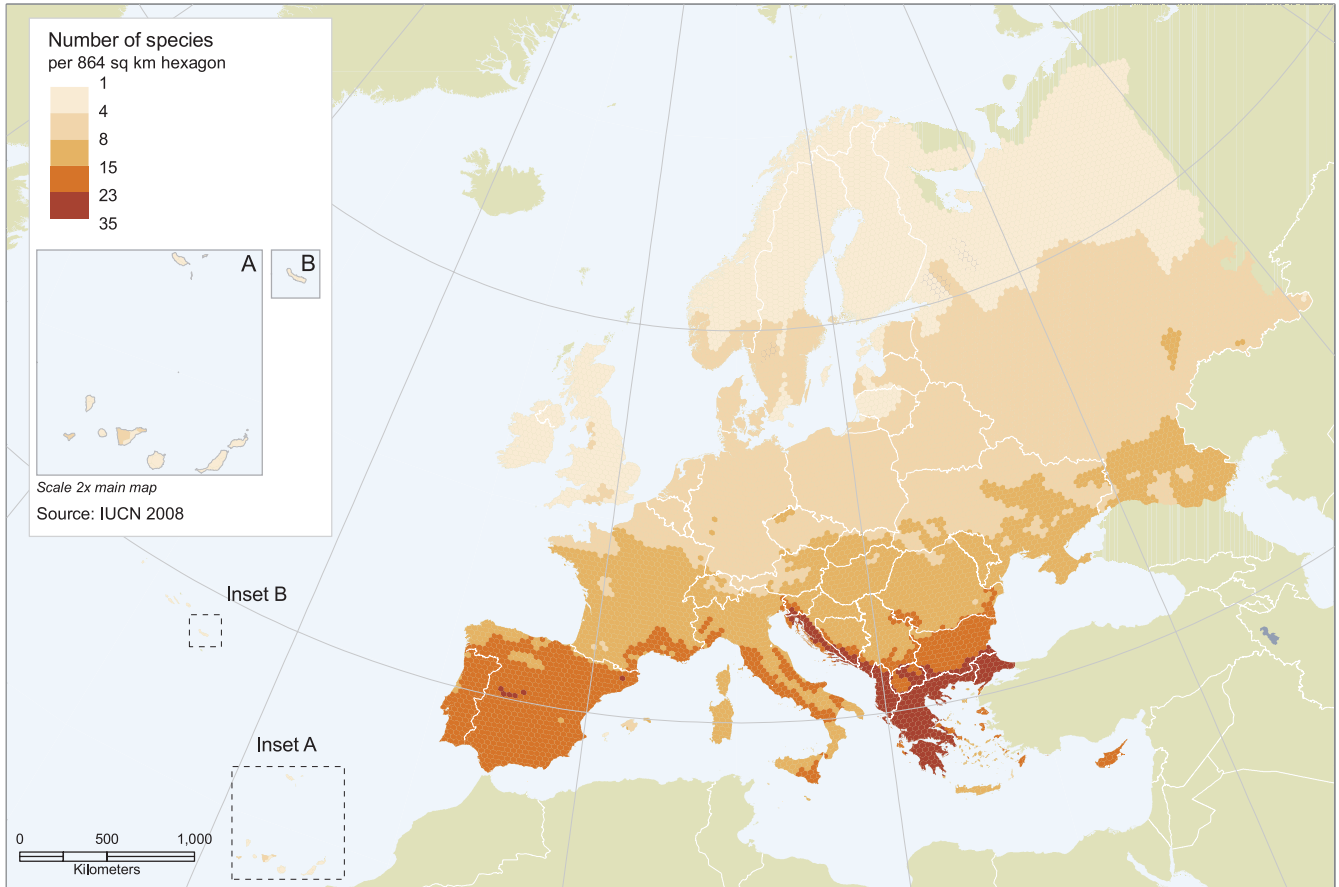 Number of species
per 864 sq km hexagon
1
4
8
15
23
35
A
B
Scale 2x main map
Source: IUCN 2008
Inset B
Inset A
0 500 1,000
Kilometers